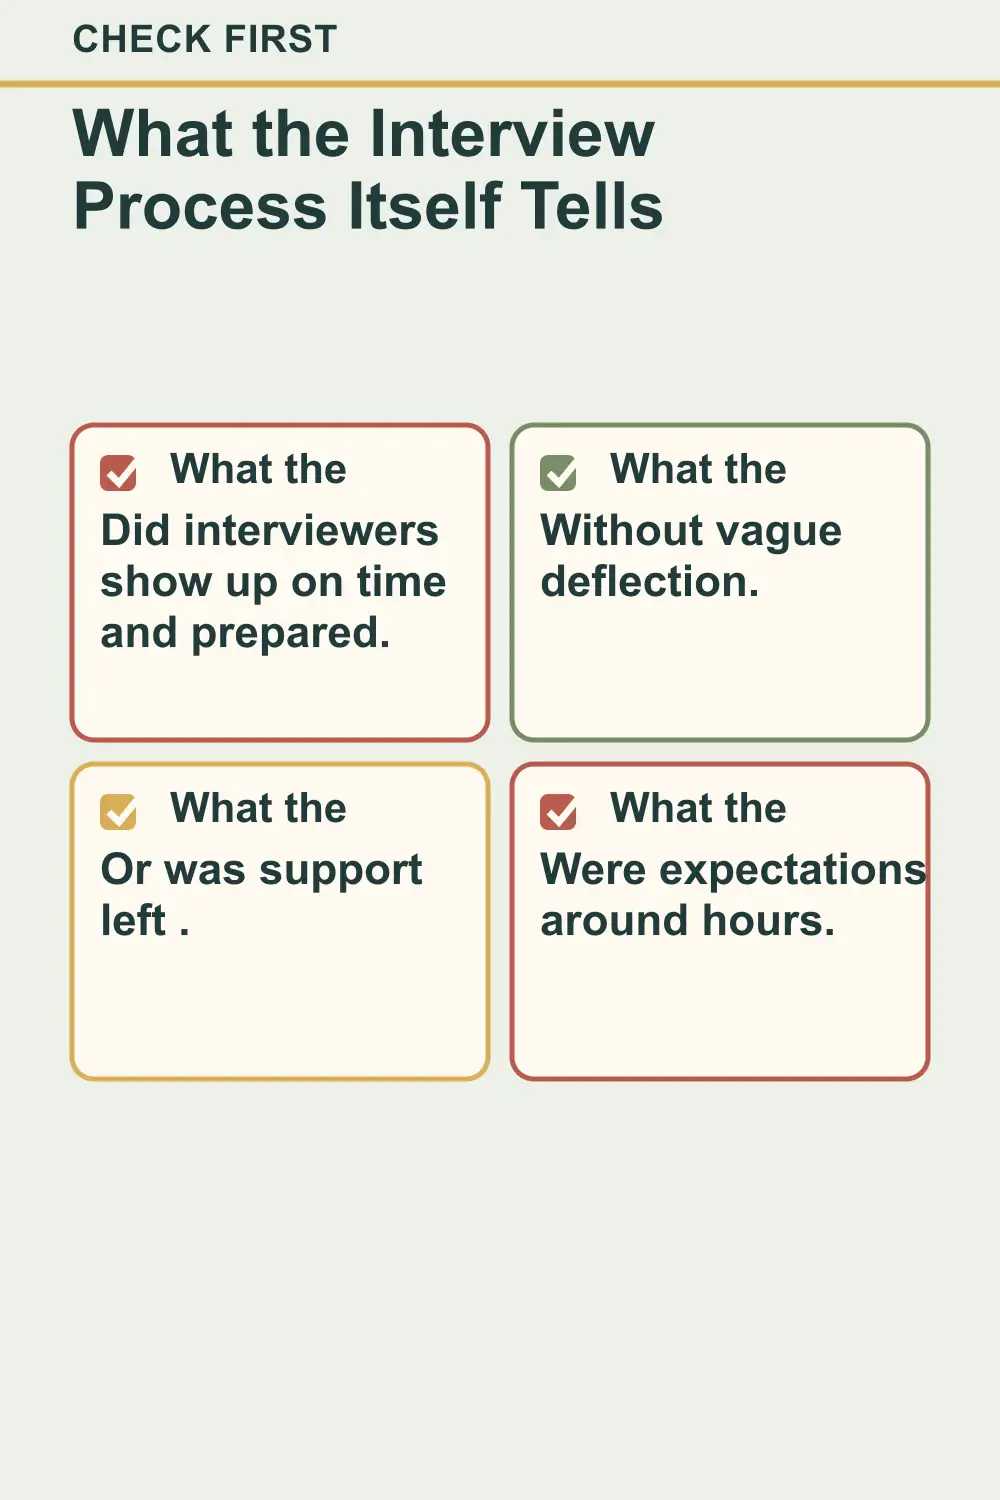 CHECK FIRST
What the Interview
Process Itself Tells
What the
Did interviewers
show up on time
and prepared.
What the
Without vague
deflection.
What the
Or was support
left .
What the
Were expectations
around hours.